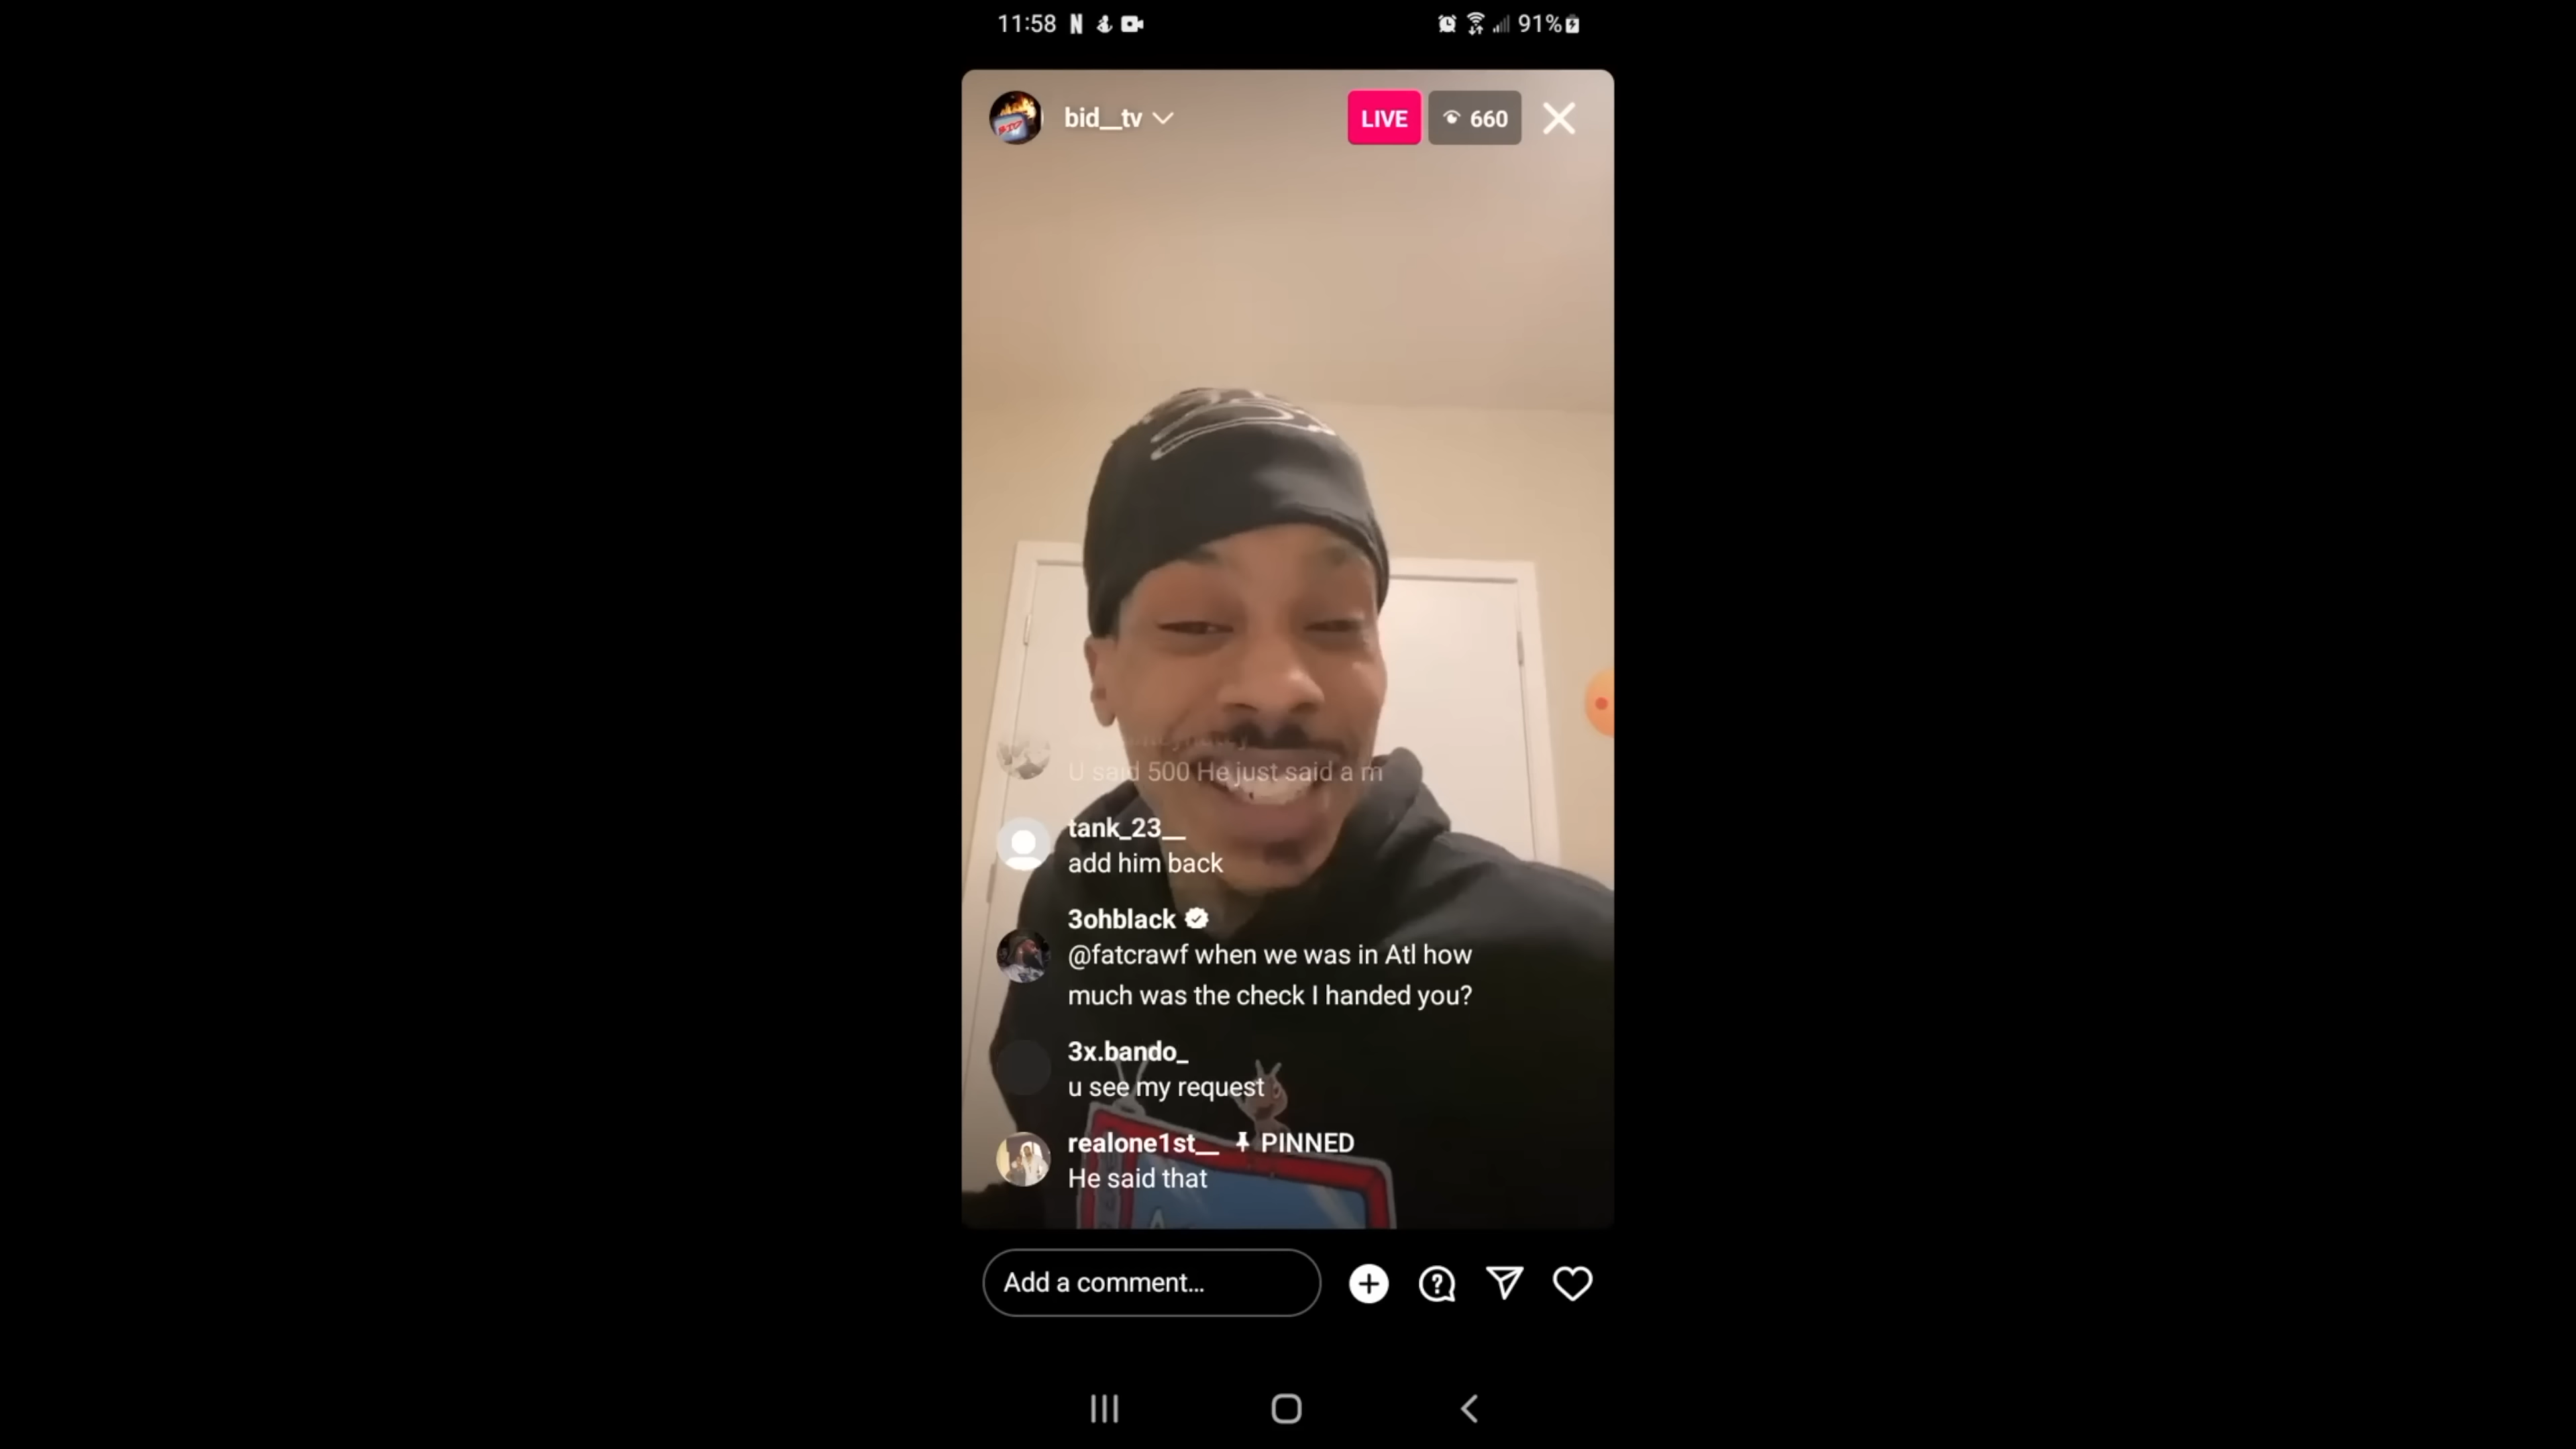 11:58
91%
bid__tv
LIVE
660
U said 500 He just said a m
tank_23__
add him back
3ohblack
@fatcrawf when we was in Atl how
much was the check I handed you?
3x.bando_
u see my request
realone1st__ PINNED
He said that
Add a comment...